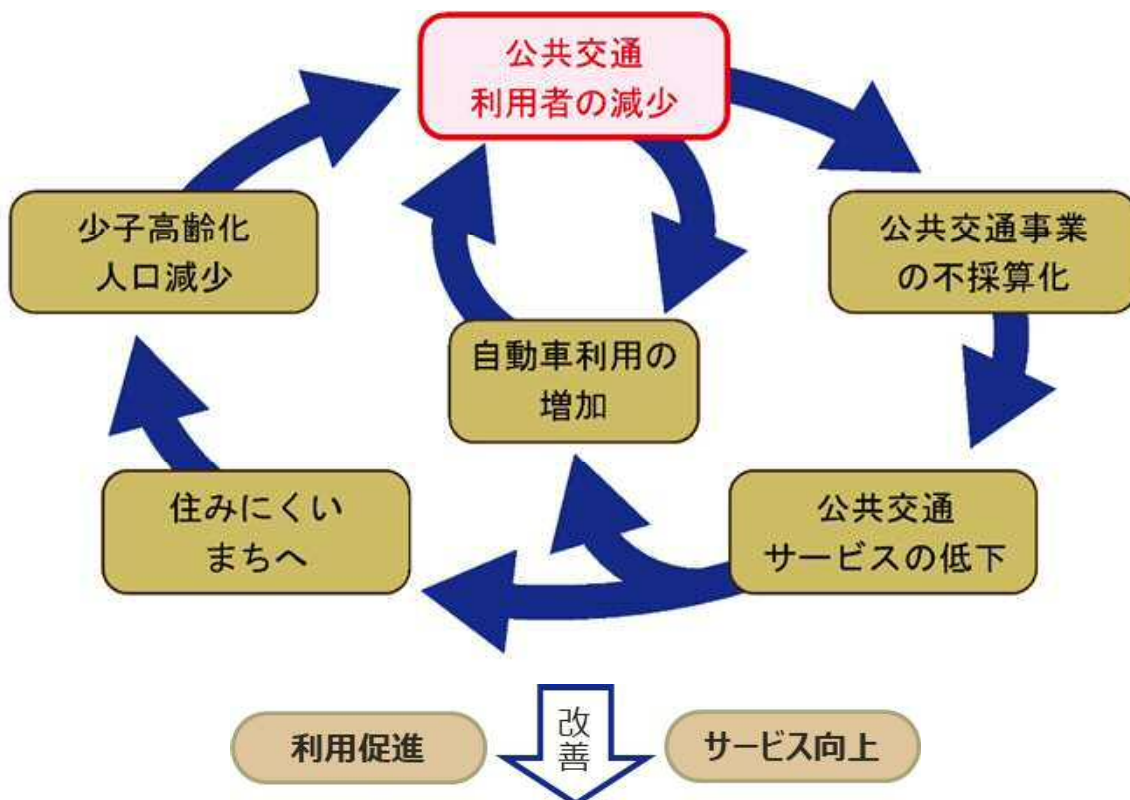 公共交通
利用者の減少
少子高齢化
人口減少
公共交通事業
の不採算化
自動車利用の
増加
住みにくい
まちへ
公共交通
サービスの低下
利用促進
改善
サービス向上